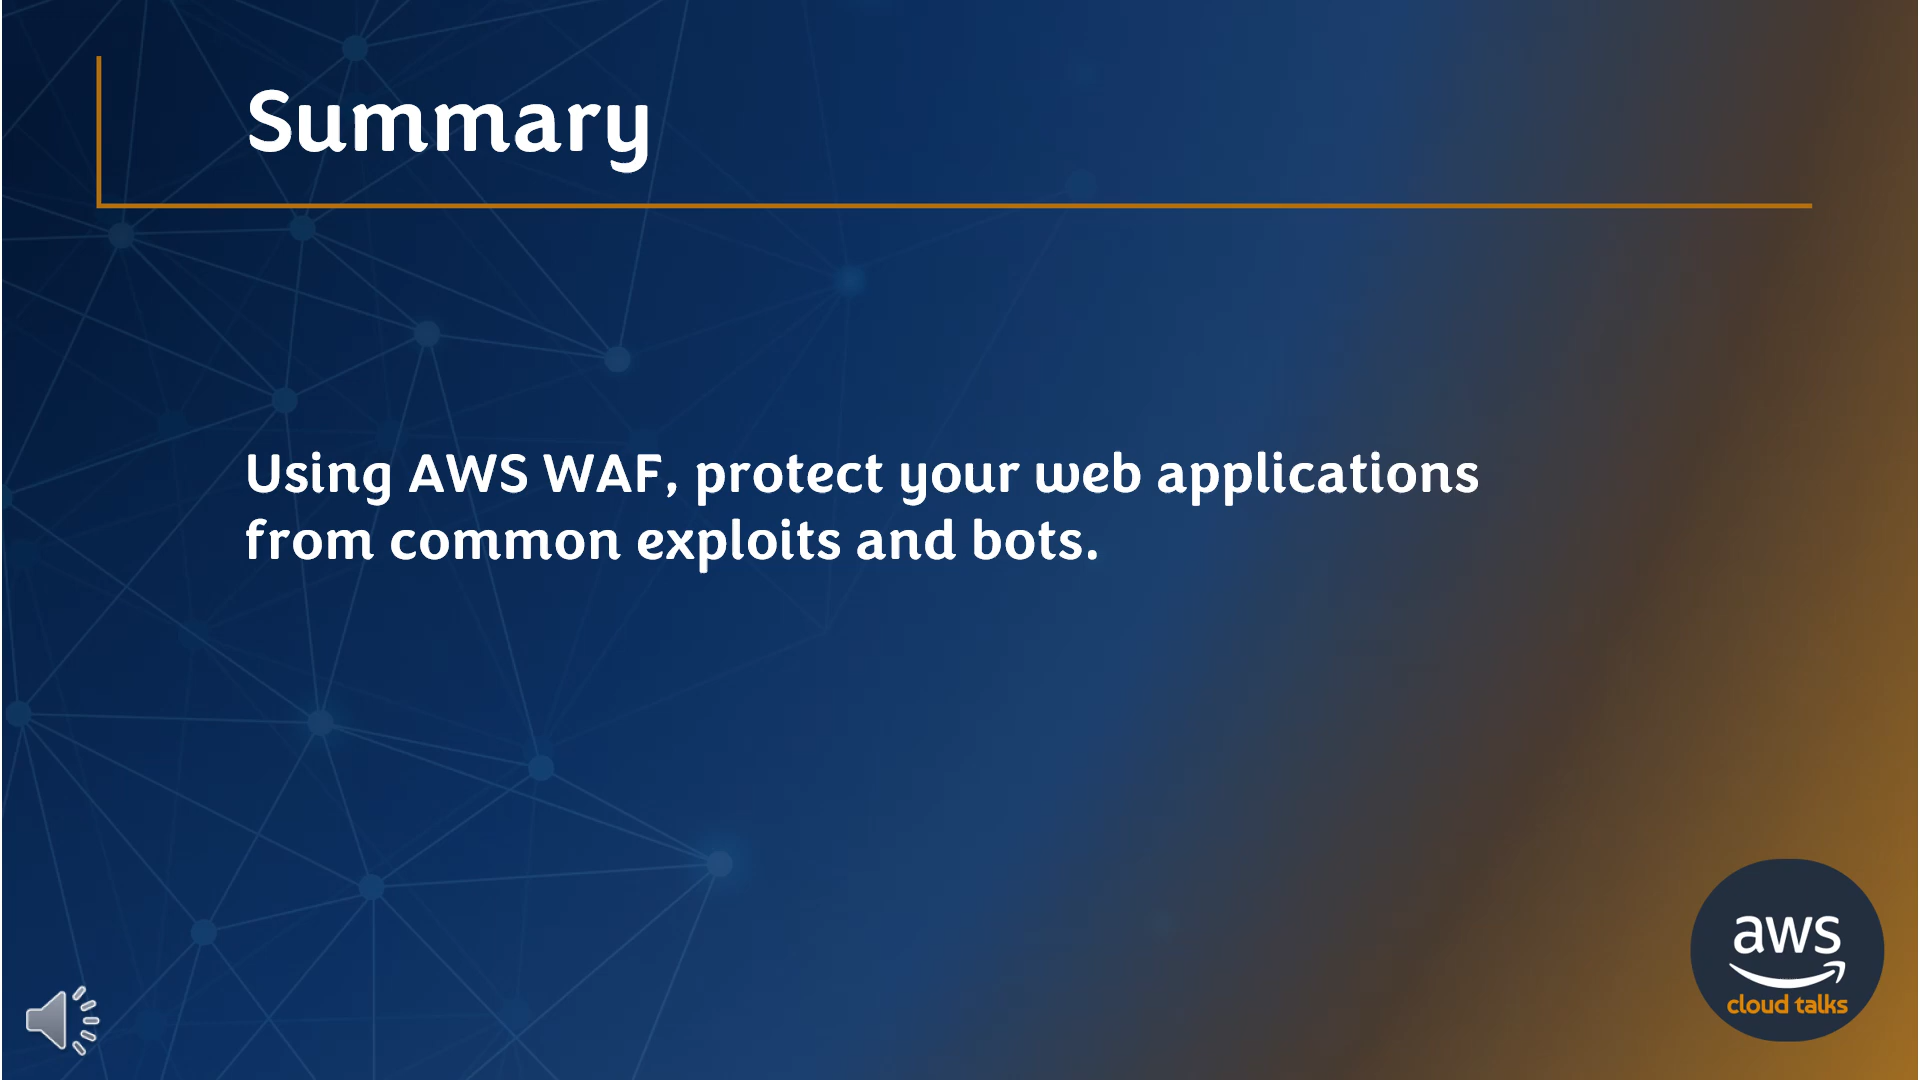 Summary
Using AWS WAF, protect your web applications
from common exploits and bots.
aws
cloud talks